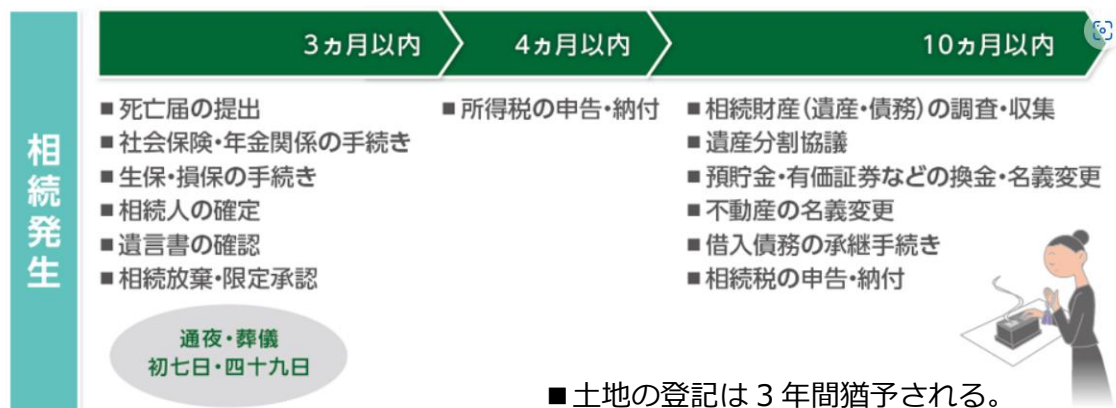 相続発生
3ヵ月以内
■死亡届の提出
■社会保険・年金関係の手続き
■生保・損保の手続き
■相続人の確定
■遺言書の確認
■相続放棄・限定承認
通夜・葬儀
初七日・四十九日
4ヵ月以内
■所得税の申告・納付
10ヵ月以内
■相続財産(遺産・債務)の調査・収集
■遺産分割協議
■預貯金・有価証券などの換金・名義変更
■不動産の名義変更
■借入債務の承継手続き
■相続税の申告・納付
■土地の登記は3年間猶予される。